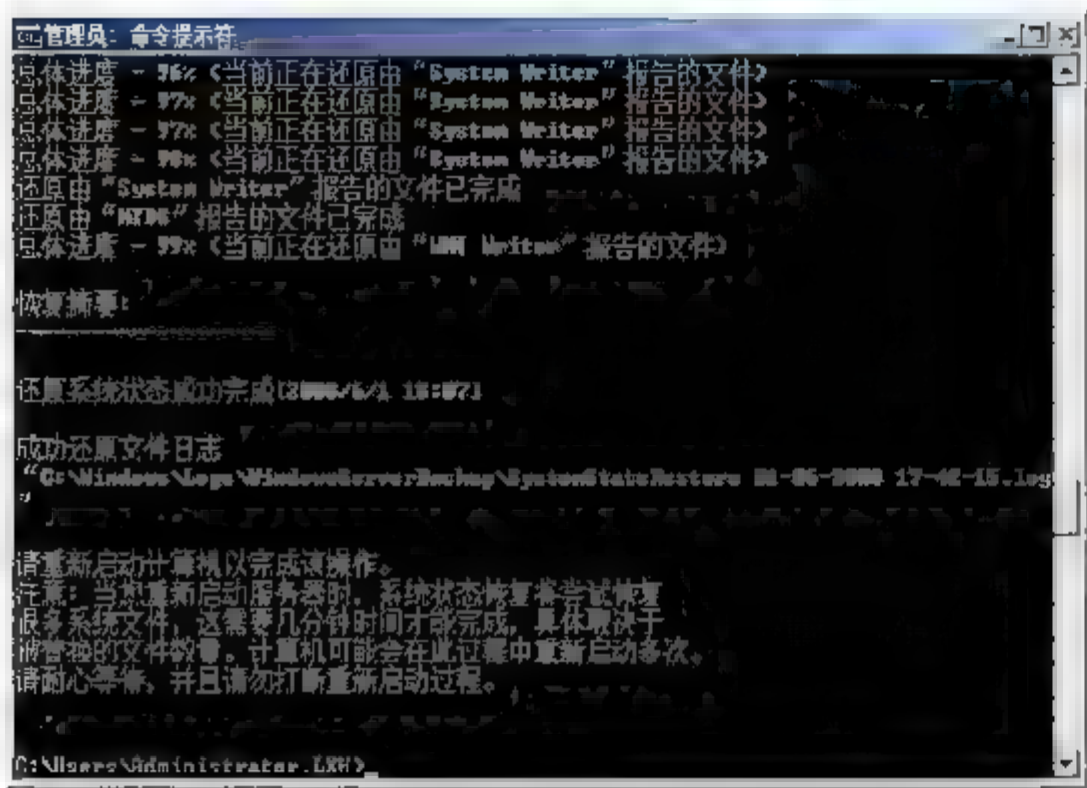 管理员: 命令提示符
总体进度 - 96% (当前正在还原由 “System Writer” 报告的文件)
总体进度 - 97% (当前正在还原由 “System Writer” 报告的文件)
总体进度 - 97% (当前正在还原由 “System Writer” 报告的文件)
总体进度 - 98% (当前正在还原由 “System Writer” 报告的文件)
还原由 “System Writer” 报告的文件已完成
还原由 “NTDS” 报告的文件已完成
总体进度 - 99% (当前正在还原由 “WMI Writer” 报告的文件)
恢复摘要:
还原系统状态成功完成
成功还原文件日志
“C:\Windows\Logs\WindowsServerBackup\SystemStateRestore 17-42-15.log
”
请重新启动计算机以完成该操作。
注意: 当您重新启动服务器时, 系统状态恢复将尝试恢复
很多系统文件。这需要几分钟时间才能完成, 具体取决于
被替换的文件数量。计算机可能会在此过程中重新启动多次。
请耐心等待、并且请勿打断重新启动过程。
C:\Users\Administrator.LXH>_